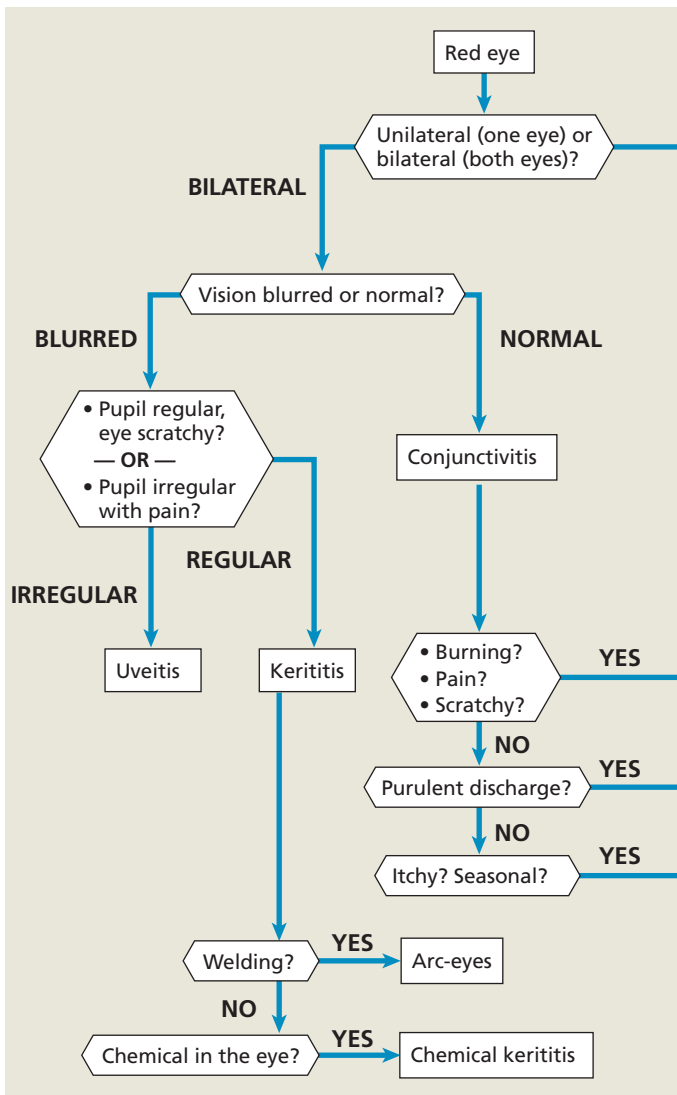 Red eye
Unilateral (one eye) or
bilateral (both eyes)?
BILATERAL
Vision blurred or normal?
BLURRED
NORMAL
• Pupil regular,
eye scratchy?
— OR —
• Pupil irregular
with pain?
Conjunctivitis
REGULAR
IRREGULAR
Uveitis
Kerititis
• Burning?
• Pain?
• Scratchy?
YES
NO
Purulent discharge?
YES
NO
Itchy? Seasonal?
YES
Welding?
YES
Arc-eyes
NO
Chemical in the eye?
YES
Chemical kerititis